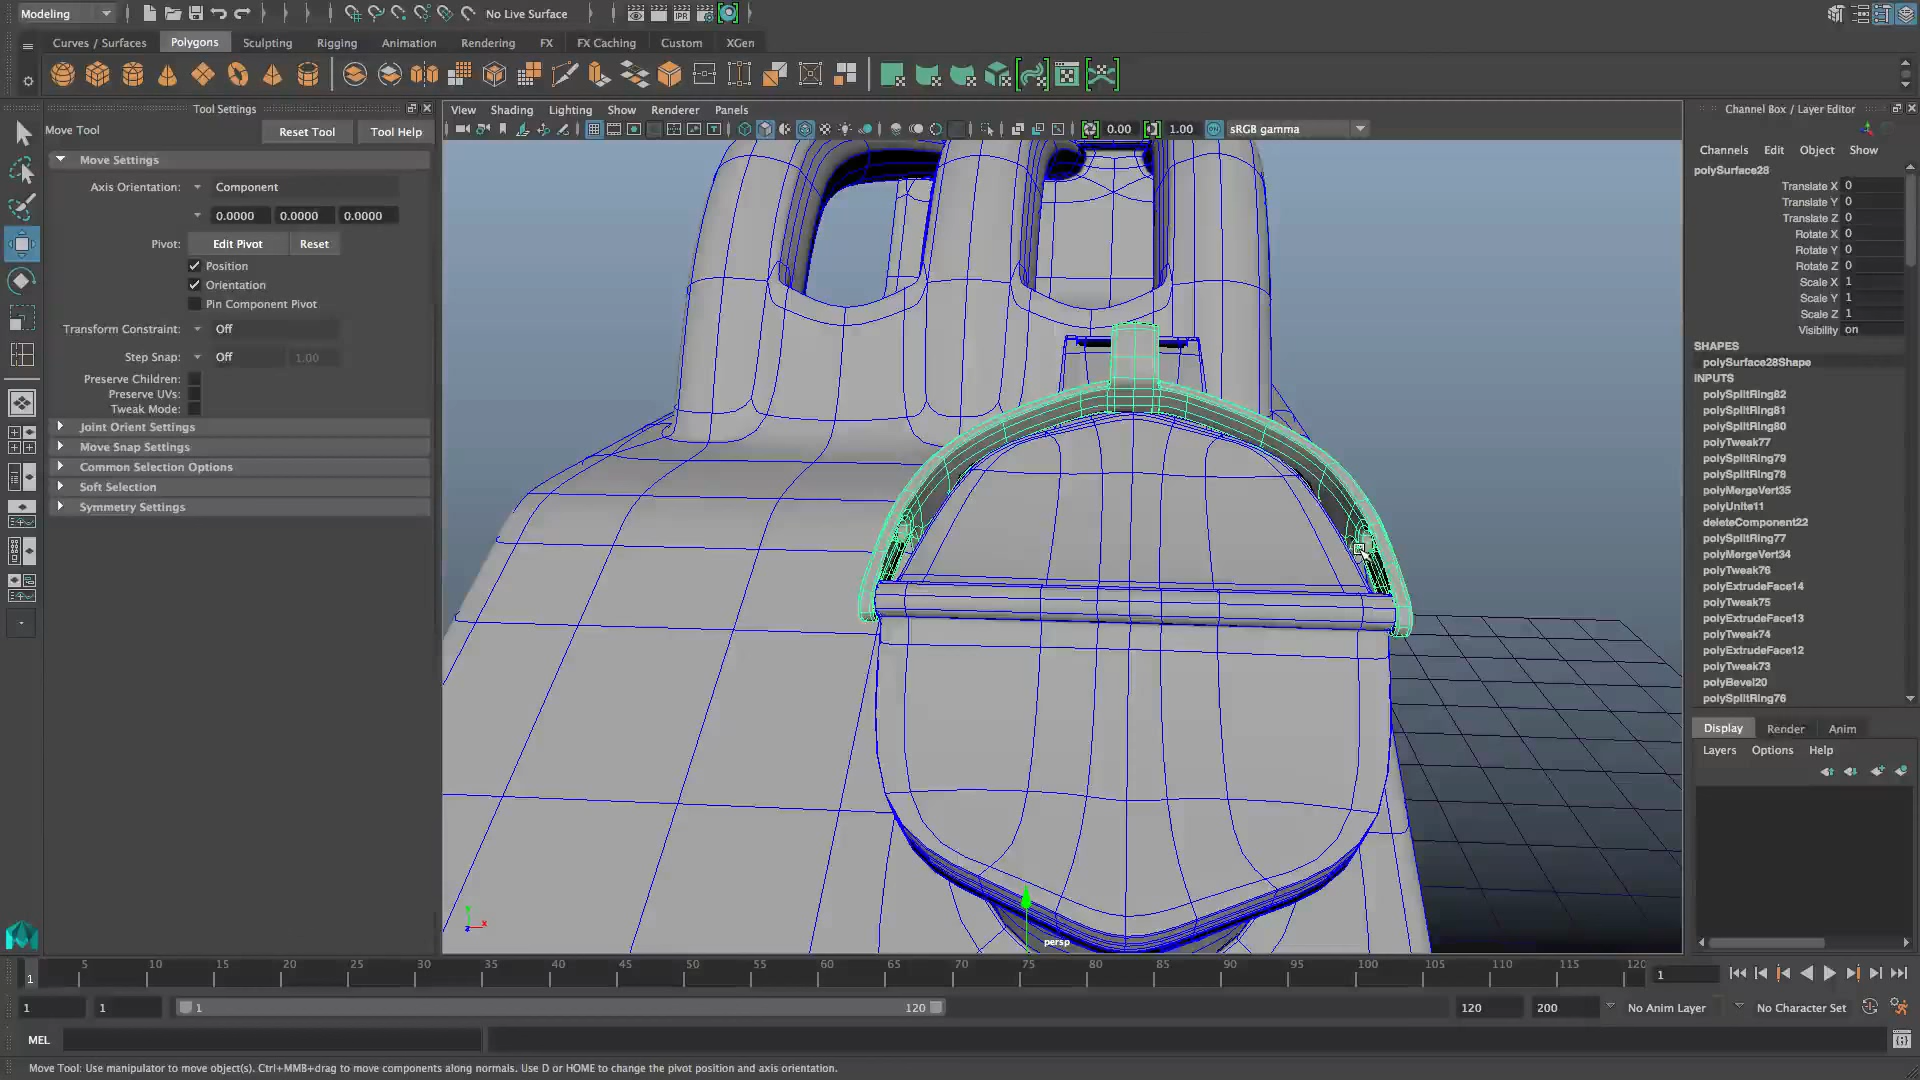 Modeling
No Live Surface
Curves / Surfaces
Polygons
Sculpting
Rigging
Animation
Rendering
FX
FX Caching
Custom
XGen
Tool Settings
Move Tool
Reset Tool
Tool Help
Move Settings
Axis Orientation:
Component
0.0000
0.0000
0.0000
Pivot:
Edit Pivot
Reset
Position
Orientation
Pin Component Pivot
Transform Constraint:
Off
Step Snap:
Off
1.00
Preserve Children:
Preserve UVs:
Tweak Mode:
Joint Orient Settings
Move Snap Settings
Common Selection Options
Soft Selection
Symmetry Settings
View
Shading
Lighting
Show
Renderer
Panels
0.00
1.00
sRGB gamma
persp
Channel Box / Layer Editor
Channels
Edit
Object
Show
polySurface28
Translate X 0
Translate Y 0
Translate Z 0
Rotate X 0
Rotate Y 0
Rotate Z 0
Scale X 1
Scale Y 1
Scale Z 1
Visibility on
SHAPES
polySurface28Shape
INPUTS
polySplitRing82
polySplitRing81
polySplitRing80
polyTweak77
polySplitRing79
polySplitRing78
polyMergeVert35
polyUnite11
deleteComponent22
polySplitRing77
polyMergeVert34
polyTweak76
polyExtrudeFace14
polyTweak75
polyExtrudeFace13
polyTweak74
polyExtrudeFace12
polyTweak73
polyBevel20
polySplitRing76
Display
Render
Anim
Layers
Options
Help
1
5
10
15
20
25
30
35
40
45
50
55
60
65
70
75
80
85
90
95
100
105
110
115
120
1
1
1
1
120
120
200
No Anim Layer
No Character Set
MEL
Move Tool: Use manipulator to move object(s). Ctrl+MMB+drag to move components along normals. Use D or HOME to change the pivot position and axis orientation.